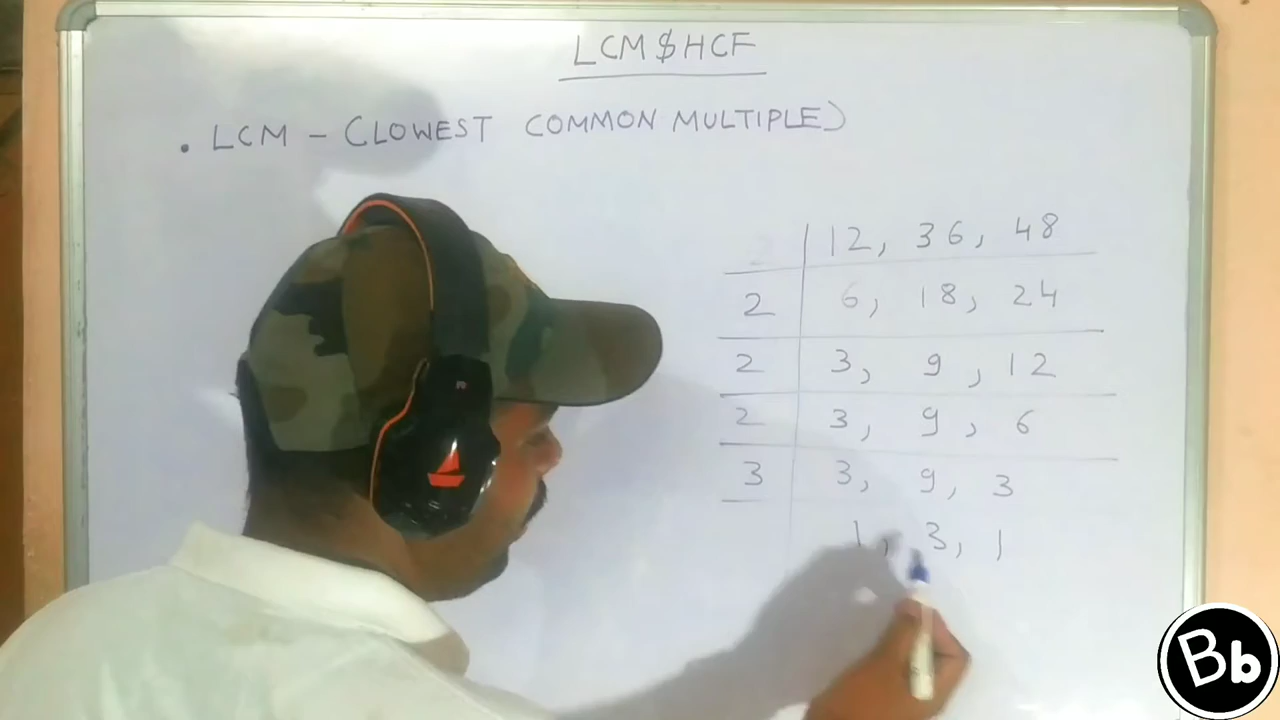 LCM $ HCF
• LCM - (LOWEST COMMON MULTIPLE)
2 12, 36, 48
2 6, 18, 24
2 3, 9, 12
2 3, 9, 6
3 3, 9, 3
1, 3, 1
Bb